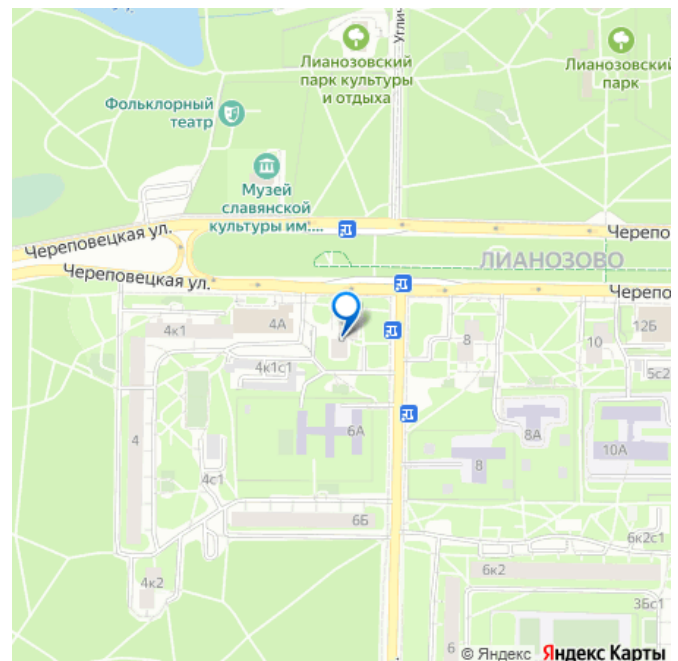 Углич
Лианозовский
парк культуры
и отдыха
Лианозовский
парк
Фольклорный
театр
Музей
славянской
культуры им....
Череповецкая ул.
Черепо
ЛИАНОЗОВО
Череповецкая ул.
Черепо
4к1
4А
8
10
12Б
4к1с1
5с2
4
6А
8А
10А
4с1
8
6Б
6к2с1
4к2
6к2
3Бс1
6
© Яндекс Яндекс Карты